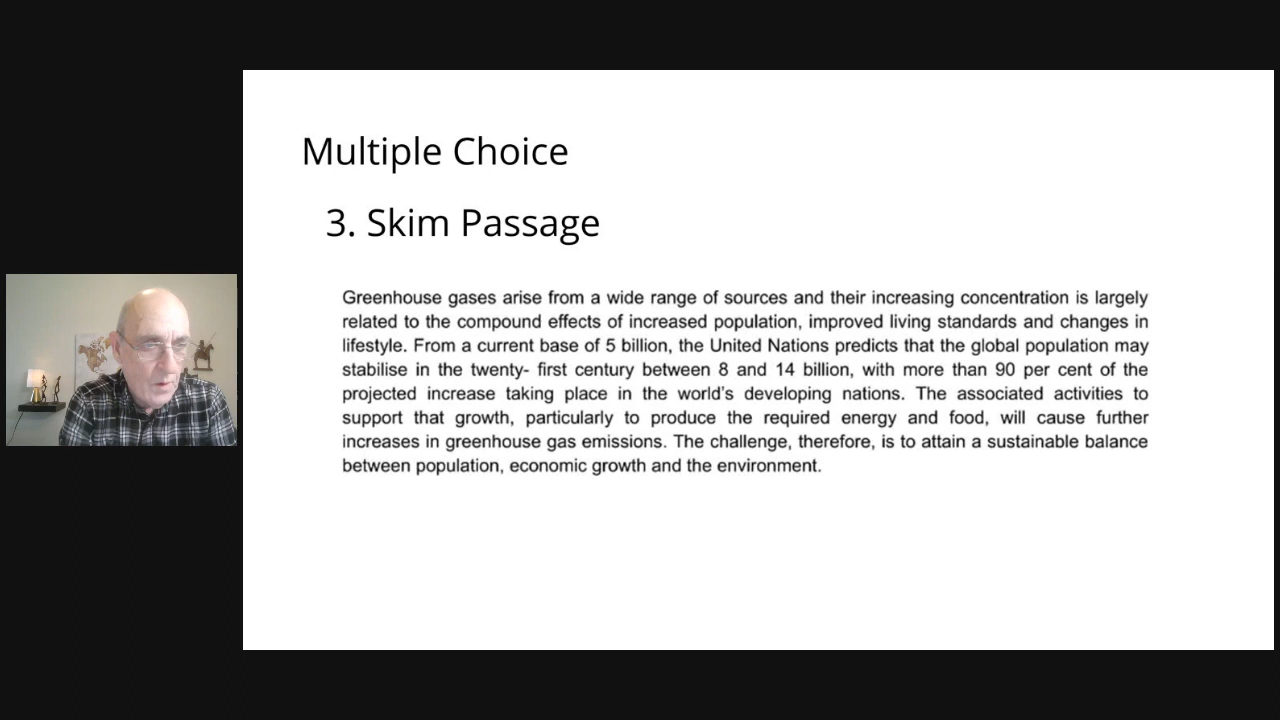 Multiple Choice
3. Skim Passage
Greenhouse gases arise from a wide range of sources and their increasing concentration is largely
related to the compound effects of increased population, improved living standards and changes in
lifestyle. From a current base of 5 billion, the United Nations predicts that the global population may
stabilise in the twenty- first century between 8 and 14 billion, with more than 90 per cent of the
projected increase taking place in the world's developing nations. The associated activities to
support that growth, particularly to produce the required energy and food, will cause further
increases in greenhouse gas emissions. The challenge, therefore, is to attain a sustainable balance
between population, economic growth and the environment.